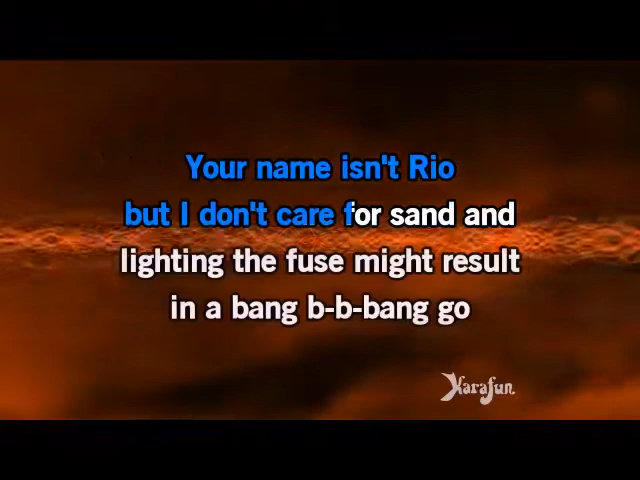 Your name isn't Rio
but I don't care for sand and
lighting the fuse might result
in a bang b-b-bang go
Karafun